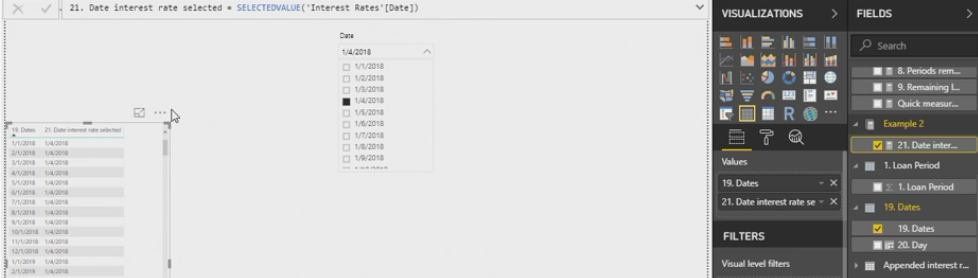 21. Date interest rate selected = SELECTEDVALUE('Interest Rates'[Date])
Date
1/4/2018
1/1/2018
1/2/2018
1/3/2018
1/4/2018
1/5/2018
1/6/2018
1/7/2018
1/8/2018
1/9/2018
19. Dates 21. Date interest rate selected
1/1/2018 1/4/2018
2/1/2018 1/4/2018
3/1/2018 1/4/2018
4/1/2018 1/4/2018
5/1/2018 1/4/2018
6/1/2018 1/4/2018
7/1/2018 1/4/2018
8/1/2018 1/4/2018
9/1/2018 1/4/2018
10/1/2018 1/4/2018
11/1/2018 1/4/2018
12/1/2018 1/4/2018
1/1/2019 1/4/2018
2/1/2019 1/4/2018
VISUALIZATIONS
R
Values
19. Dates
21. Date interest rate se
FILTERS
Visual level filters
FIELDS
Search
8. Periods rem...
9. Remaining l...
Quick measur...
Example 2
21. Date inter...
1. Loan Period
1. Loan Period
19. Dates
19. Dates
20. Day
Appended interest r...